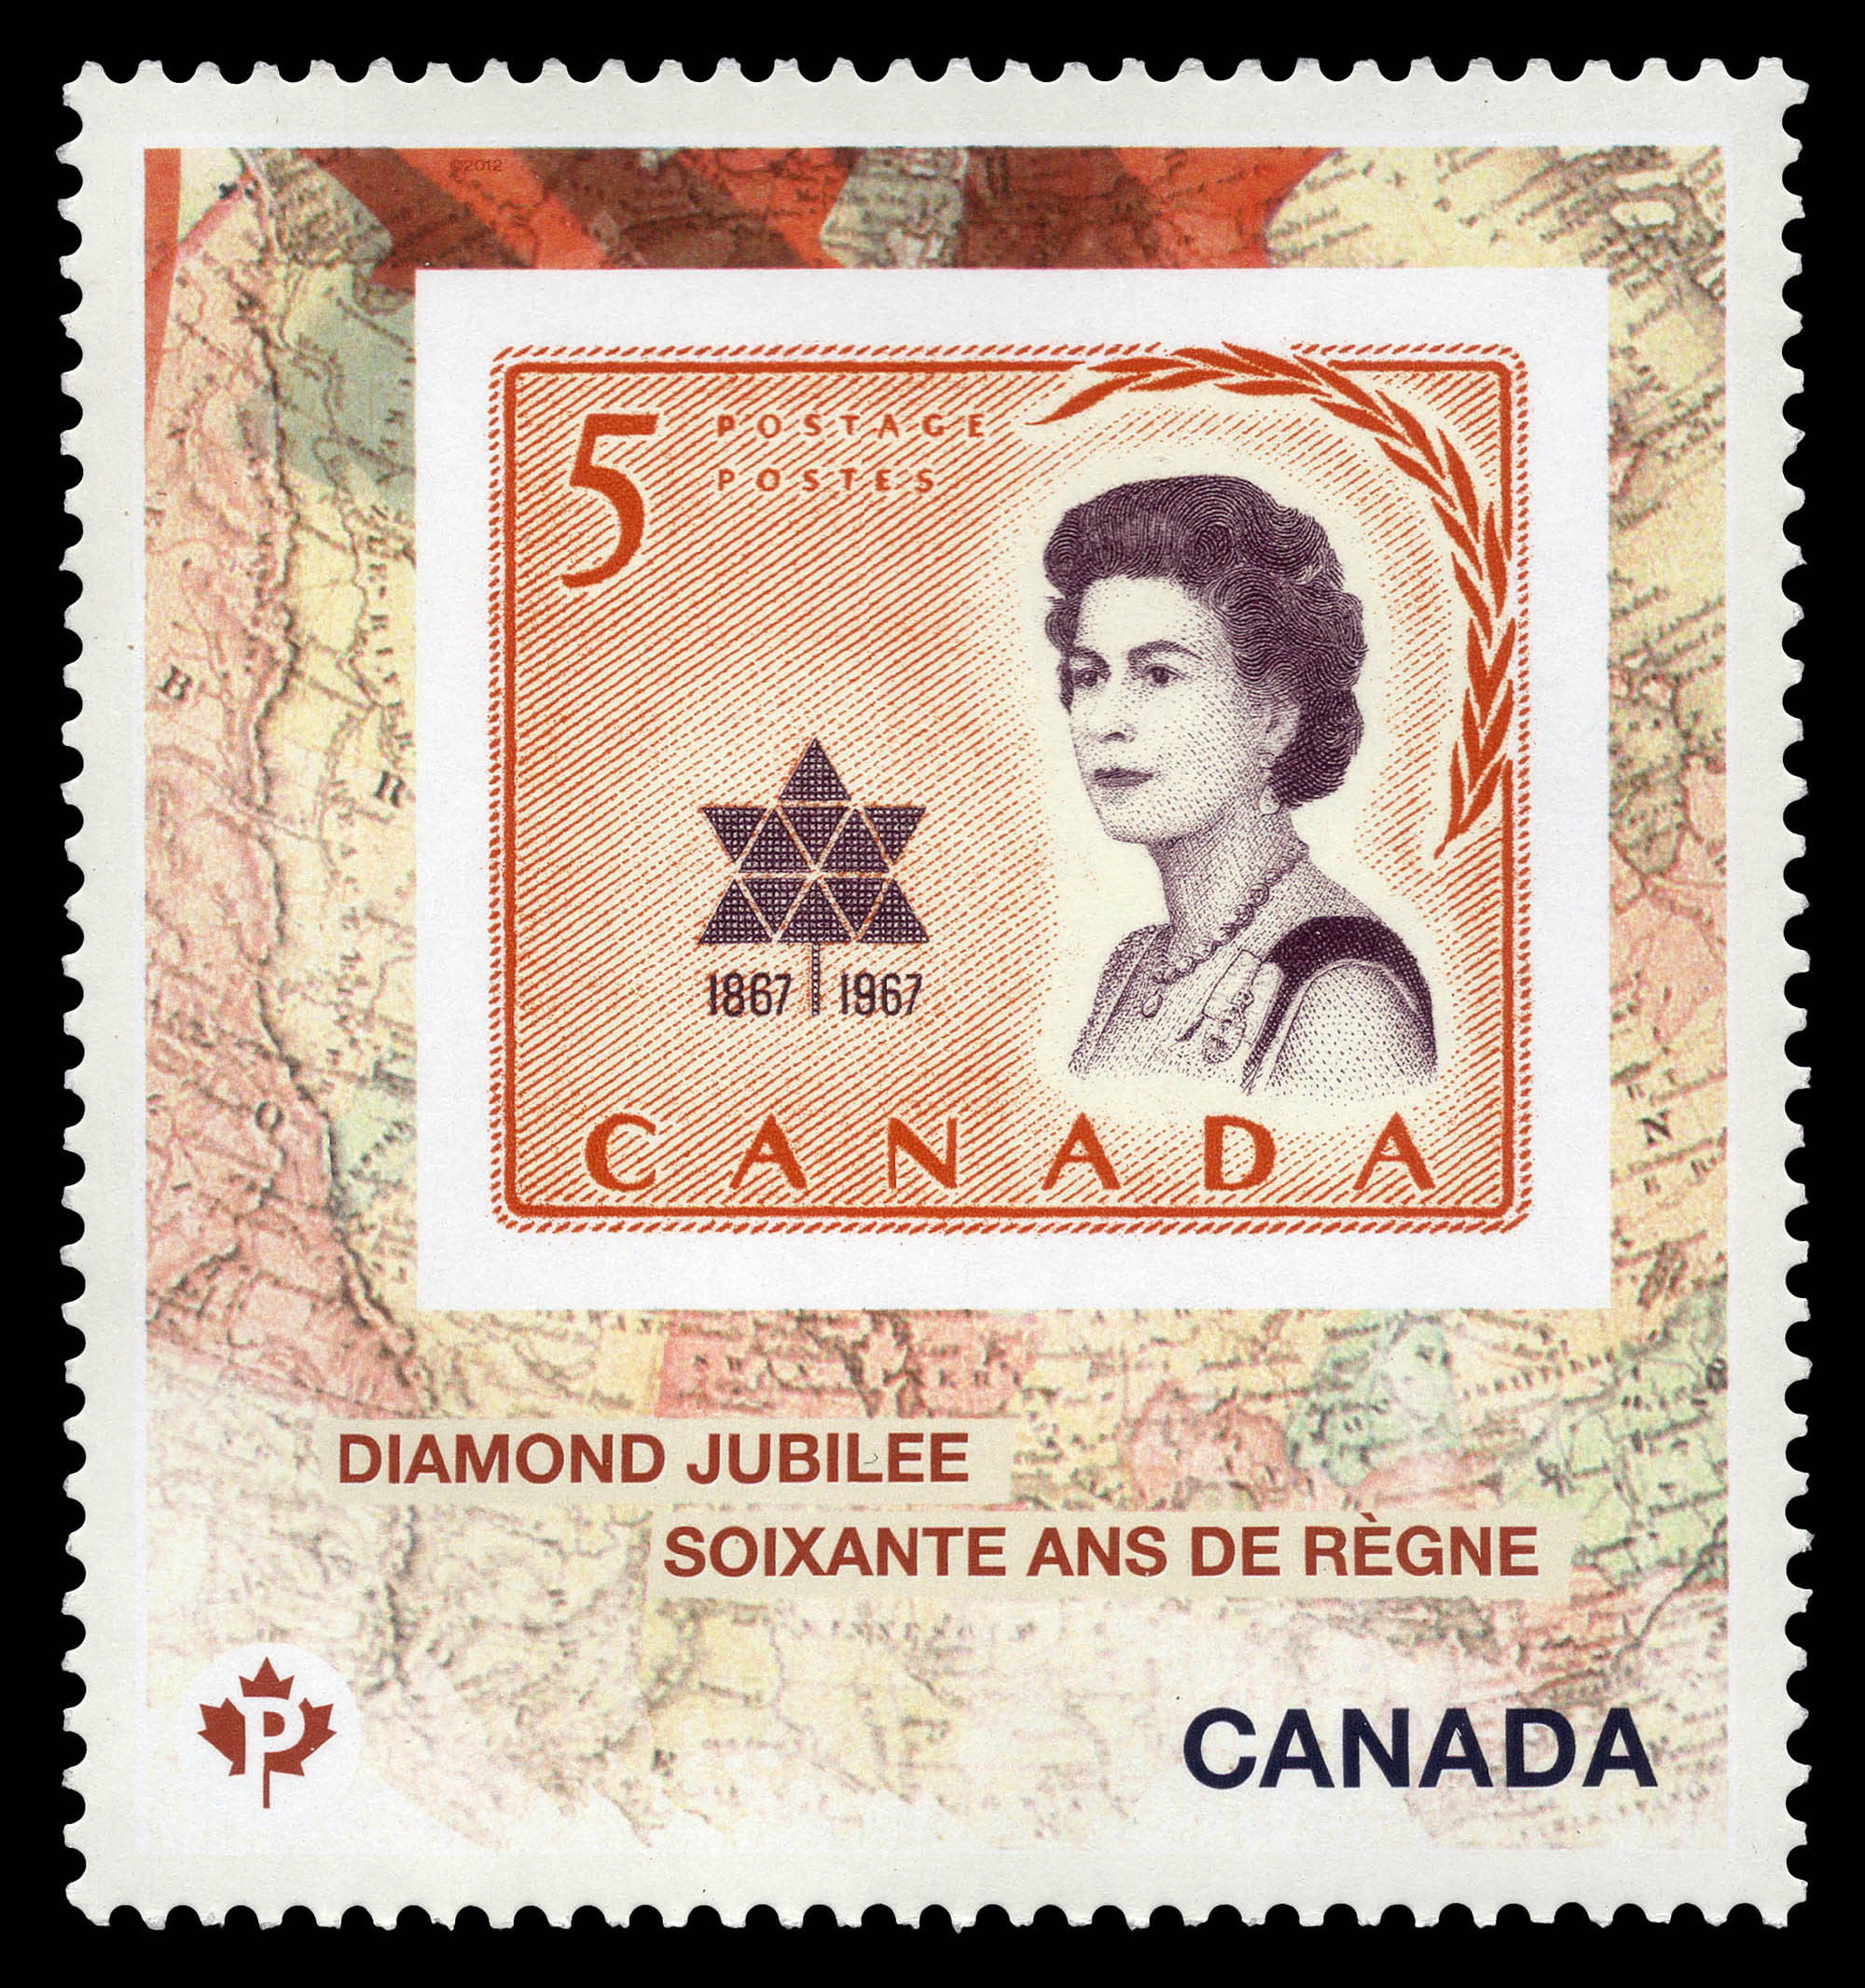 ©2012
5 POSTAGE
POSTES
1867 1967
CANADA
DIAMOND JUBILEE
SOIXANTE ANS DE RÈGNE
P
CANADA